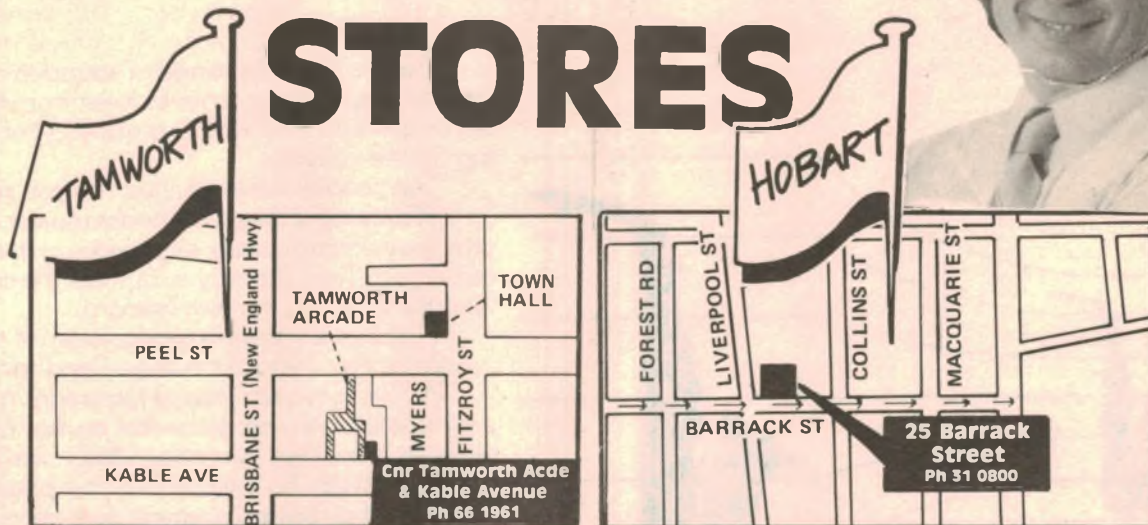 STORES
TAMWORTH
TAMWORTH
ARCADE
TOWN
HALL
PEEL ST
BRISBANE ST (New England Hwy)
MYERS
FITZROY ST
KABLE AVE
Cnr Tamworth Acde
& Kable Avenue
Ph 66 1961
HOBART
FOREST RD
LIVERPOOL ST
COLLINS ST
MACQUARIE ST
BARRACK ST
25 Barrack
Street
Ph 31 0800